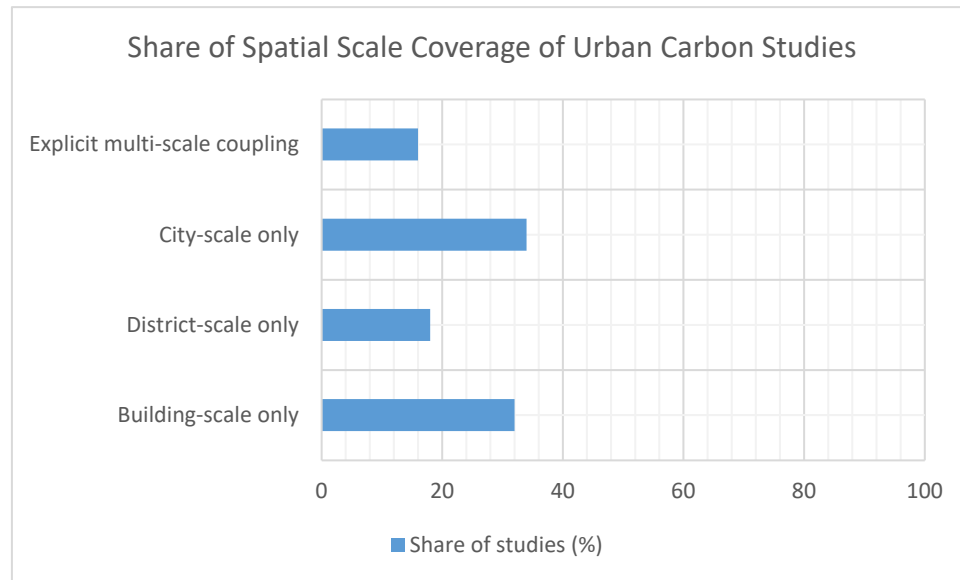 Share of Spatial Scale Coverage of Urban Carbon Studies
Explicit multi-scale coupling
City-scale only
District-scale only
Building-scale only
0 20 40 60 80 100
Share of studies (%)